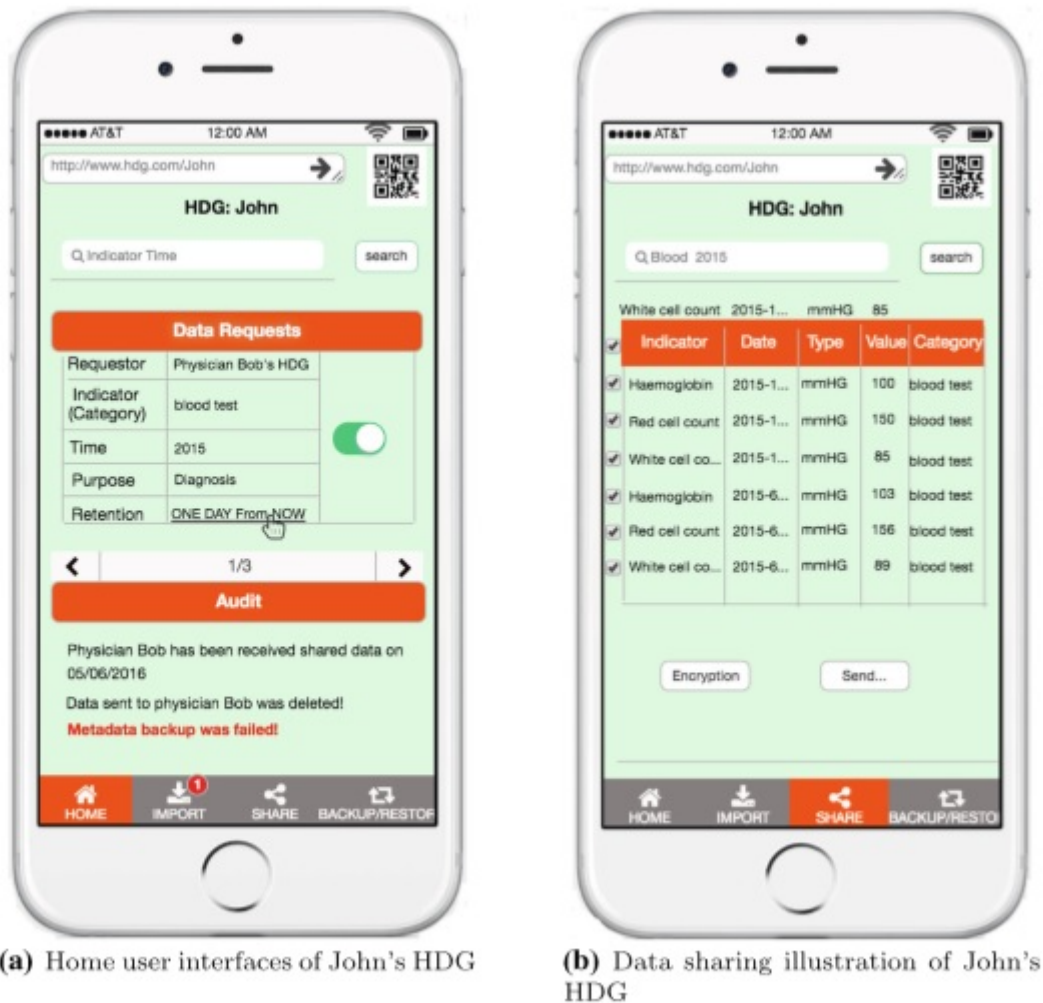 AT&T 12:00 AM
http://www.hdg.com/John
HDG: John
Indicator Time search
Data Requests
Requestor Physician Bob's HDG
Indicator
(Category) blood test
Time 2015
Purpose Diagnosis
Retention ONE DAY From NOW
1/3
Audit
Physician Bob has been received shared data on
05/06/2016
Data sent to physician Bob was deleted!
Metadata backup was failed!
1
HOME IMPORT SHARE BACKUP/RESTOR
(a) Home user interfaces of John's HDG
AT&T 12:00 AM
http://www.hdg.com/John
HDG: John
Blood 2015 search
White cell count 2015-1... mmHG 85
Indicator Date Type Value Category
Haemoglobin 2015-1... mmHG 100 blood test
Red cell count 2015-1... mmHG 150 blood test
White cell co... 2015-1... mmHG 85 blood test
Haemoglobin 2015-6... mmHG 103 blood test
Red cell count 2015-6... mmHG 156 blood test
White cell co... 2015-6... mmHG 89 blood test
Encryption Send...
HOME IMPORT SHARE BACKUP/RESTO
(b) Data sharing illustration of John's
HDG